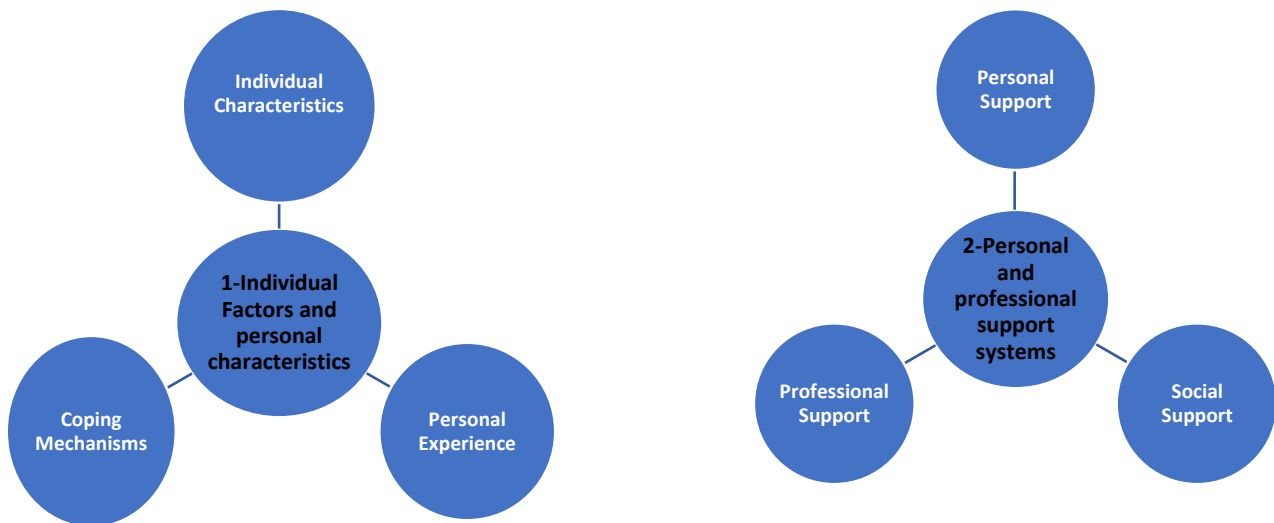 Individual
Characteristics
1-Individual
Factors and
personal
characteristics
Coping
Mechanisms
Personal
Experience
Personal
Support
2-Personal
and
professional
support
systems
Professional
Support
Social
Support